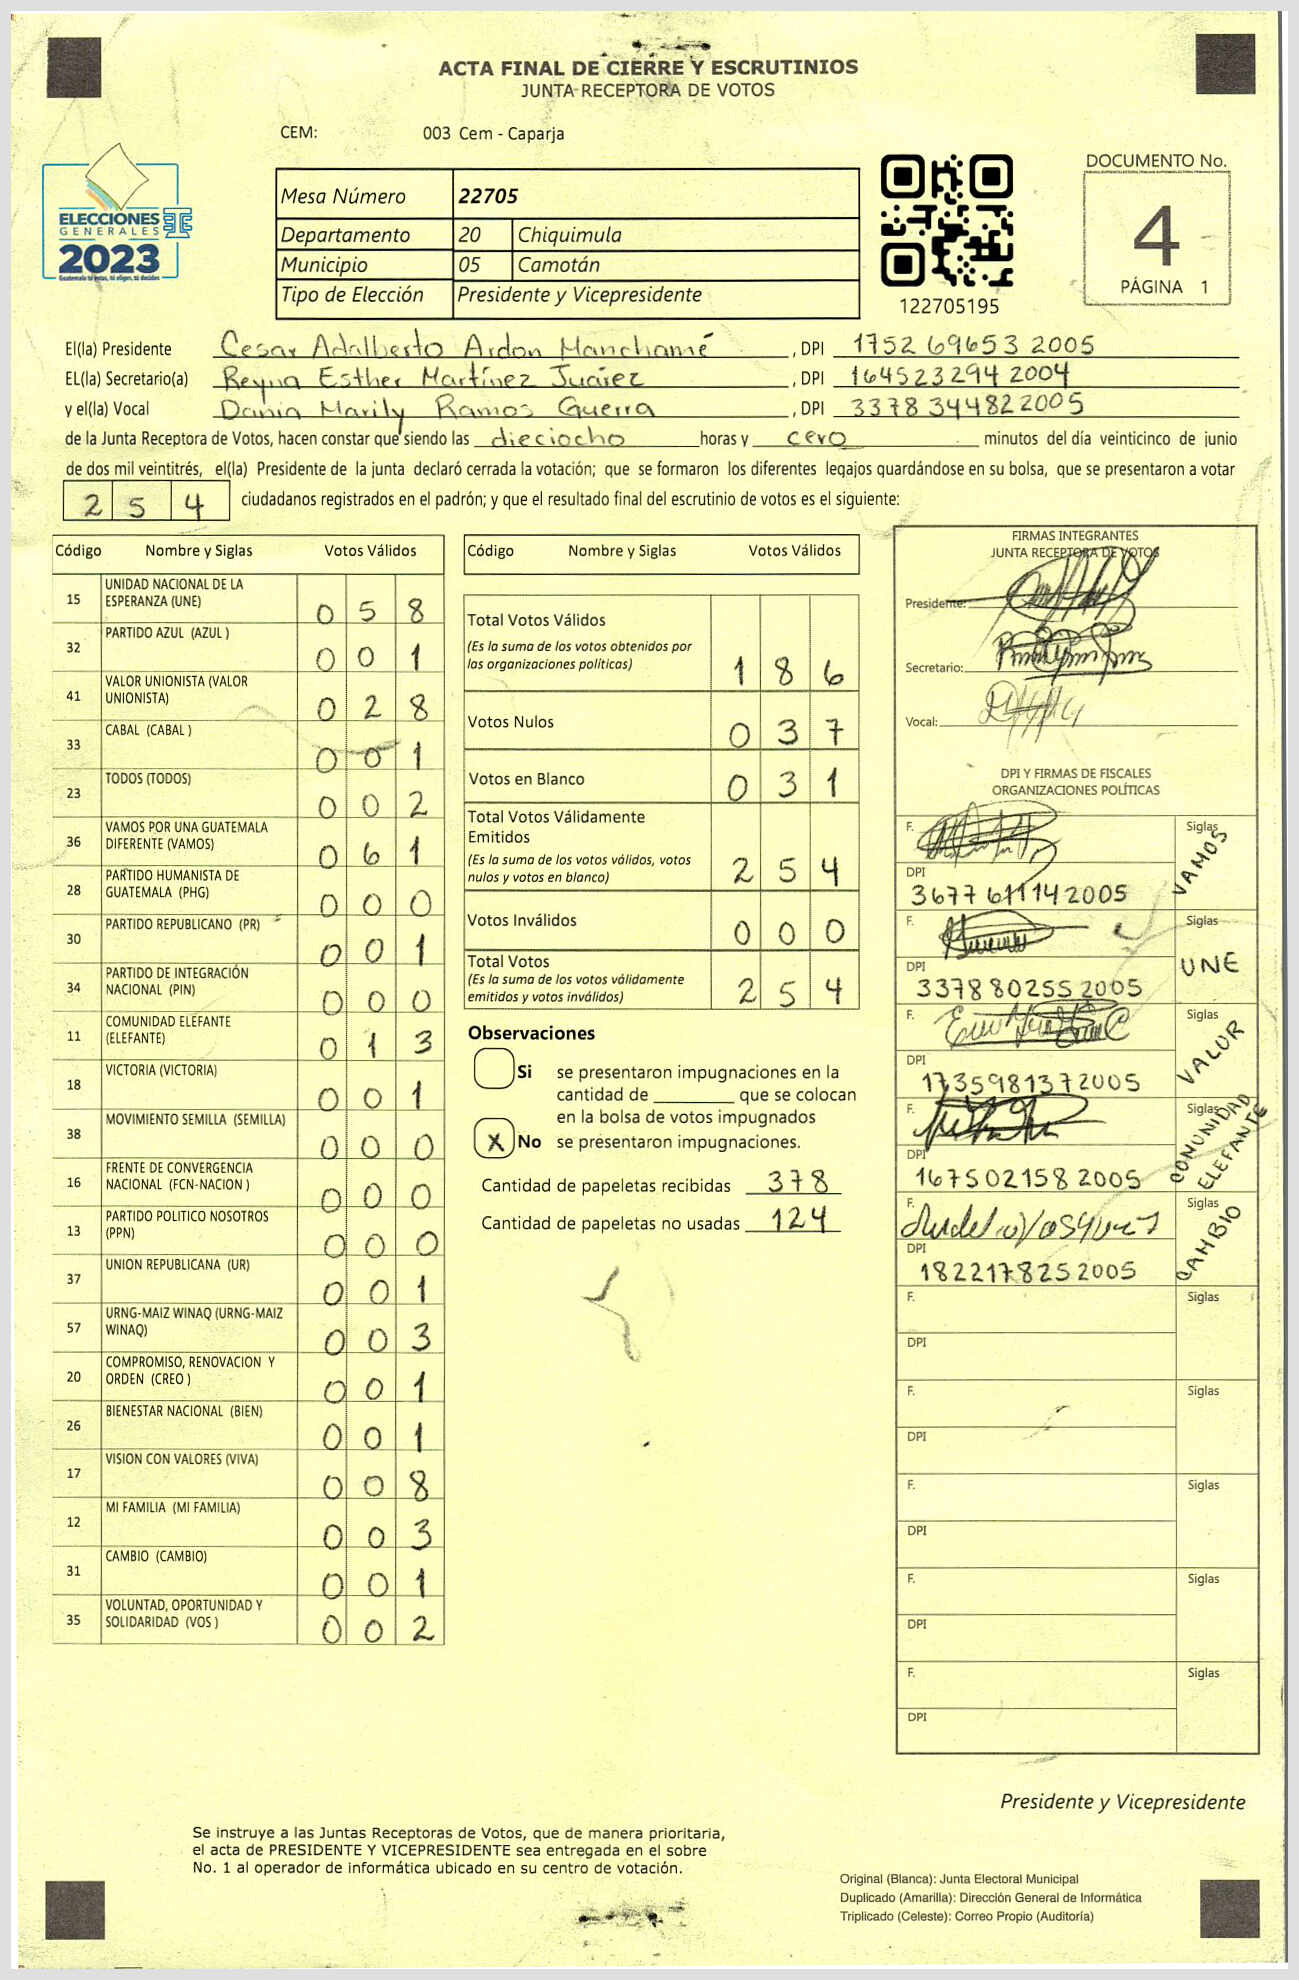 ACTA FINAL DE CIERRE Y ESCRUTINIOS
JUNTA RECEPTORA DE VOTOS
CEM: 003 Cem - Caparja
ELECCIONES
GENERALES
2023
Guatemala tú votas, tú eliges, tú decides
Mesa Número 22705
Departamento 20 Chiquimula
Municipio 05 Camotán
Tipo de Elección Presidente y Vicepresidente
122705195
DOCUMENTO No.
4
PÁGINA 1
El(la) Presidente Cesar Adalberto Ardon Manchamé , DPI 1752 69653 2005
EL(la) Secretario(a) Reyna Esther Martínez Juárez , DPI 164523294 2004
y el(la) Vocal Dania Marily Ramos Guerra , DPI 3378 344822005
de la Junta Receptora de Votos, hacen constar que siendo las dieciocho horas y cero minutos del día veinticinco de junio
de dos mil veintitrés, el(la) Presidente de la junta declaró cerrada la votación; que se formaron los diferentes legajos guardándose en su bolsa, que se presentaron a votar
2 5 4 ciudadanos registrados en el padrón; y que el resultado final del escrutinio de votos es el siguiente:
Código Nombre y Siglas Votos Válidos
15 UNIDAD NACIONAL DE LA ESPERANZA (UNE) 0 5 8
32 PARTIDO AZUL (AZUL ) 0 0 1
41 VALOR UNIONISTA (VALOR UNIONISTA) 0 2 8
33 CABAL (CABAL ) 0 0 1
23 TODOS (TODOS) 0 0 2
36 VAMOS POR UNA GUATEMALA DIFERENTE (VAMOS) 0 6 1
28 PARTIDO HUMANISTA DE GUATEMALA (PHG) 0 0 0
30 PARTIDO REPUBLICANO (PR) 0 0 1
34 PARTIDO DE INTEGRACIÓN NACIONAL (PIN) 0 0 0
11 COMUNIDAD ELEFANTE (ELEFANTE) 0 1 3
18 VICTORIA (VICTORIA) 0 0 1
38 MOVIMIENTO SEMILLA (SEMILLA) 0 0 0
16 FRENTE DE CONVERGENCIA NACIONAL (FCN-NACION ) 0 0 0
13 PARTIDO POLITICO NOSOTROS (PPN) 0 0 0
37 UNION REPUBLICANA (UR) 0 0 1
57 URNG-MAIZ WINAQ (URNG-MAIZ WINAQ) 0 0 3
20 COMPROMISO, RENOVACION Y ORDEN (CREO ) 0 0 1
26 BIENESTAR NACIONAL (BIEN) 0 0 1
17 VISION CON VALORES (VIVA) 0 0 8
12 MI FAMILIA (MI FAMILIA) 0 0 3
31 CAMBIO (CAMBIO) 0 0 1
35 VOLUNTAD, OPORTUNIDAD Y SOLIDARIDAD (VOS ) 0 0 2
Código Nombre y Siglas Votos Válidos
Total Votos Válidos
(Es la suma de los votos obtenidos por
las organizaciones políticas) 1 8 6
Votos Nulos 0 3 7
Votos en Blanco 0 3 1
Total Votos Válidamente
Emitidos
(Es la suma de los votos válidos, votos
nulos y votos en blanco) 2 5 4
Votos Inválidos 0 0 0
Total Votos
(Es la suma de los votos válidamente
emitidos y votos inválidos) 2 5 4
Observaciones
Si se presentaron impugnaciones en la
cantidad de ________ que se colocan
en la bolsa de votos impugnados
X No se presentaron impugnaciones.
Cantidad de papeletas recibidas 378
Cantidad de papeletas no usadas 124
FIRMAS INTEGRANTES
JUNTA RECEPTORA DE VOTOS
Presidente:
Secretario:
Vocal:
DPI Y FIRMAS DE FISCALES
ORGANIZACIONES POLÍTICAS
F. Siglas VAMOS
DPI
3677 611142005
F. Siglas UNE
DPI
3378 80255 2005
F. Siglas VALOR
DPI
1735981372005
F. Siglas COMUNIDAD ELEFANTE
DPI
167502158 2005
F. Siglas CAMBIO
DPI
1822178252005
F. Siglas
DPI
F. Siglas
DPI
F. Siglas
DPI
F. Siglas
DPI
F. Siglas
DPI
Presidente y Vicepresidente
Se instruye a las Juntas Receptoras de Votos, que de manera prioritaria,
el acta de PRESIDENTE Y VICEPRESIDENTE sea entregada en el sobre
No. 1 al operador de informática ubicado en su centro de votación.
Original (Blanca): Junta Electoral Municipal
Duplicado (Amarilla): Dirección General de Informática
Triplicado (Celeste): Correo Propio (Auditoría)